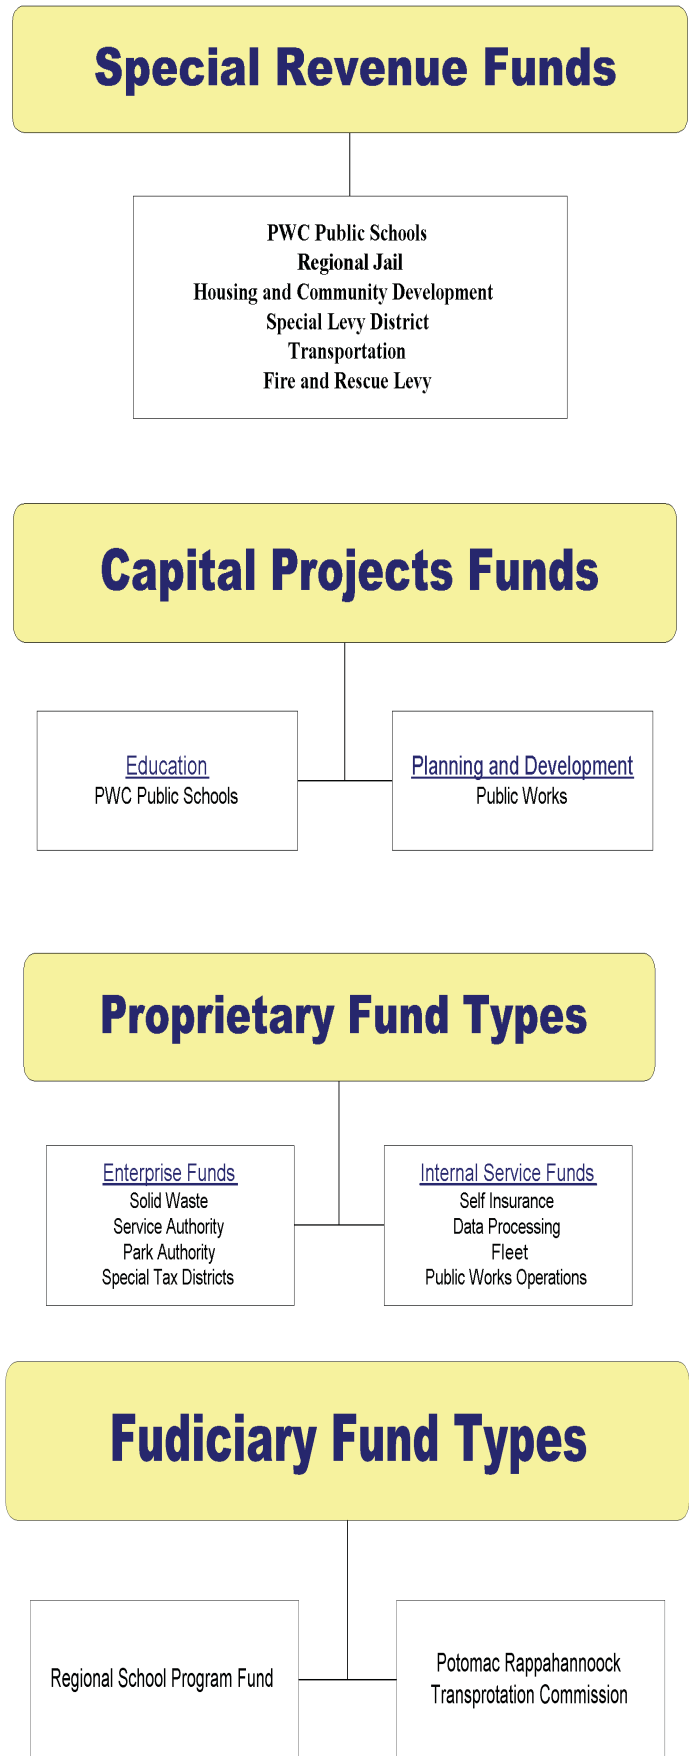 Special Revenue Funds
PWC Public Schools
Regional Jail
Housing and Community Development
Special Levy District
Transportation
Fire and Rescue Levy
Capital Projects Funds
Education
PWC Public Schools
Planning and Development
Public Works
Proprietary Fund Types
Enterprise Funds
Solid Waste
Service Authority
Park Authority
Special Tax Districts
Internal Service Funds
Self Insurance
Data Processing
Fleet
Public Works Operations
Fudiciary Fund Types
Regional School Program Fund
Potomac Rappahannoock
Transprotation Commission